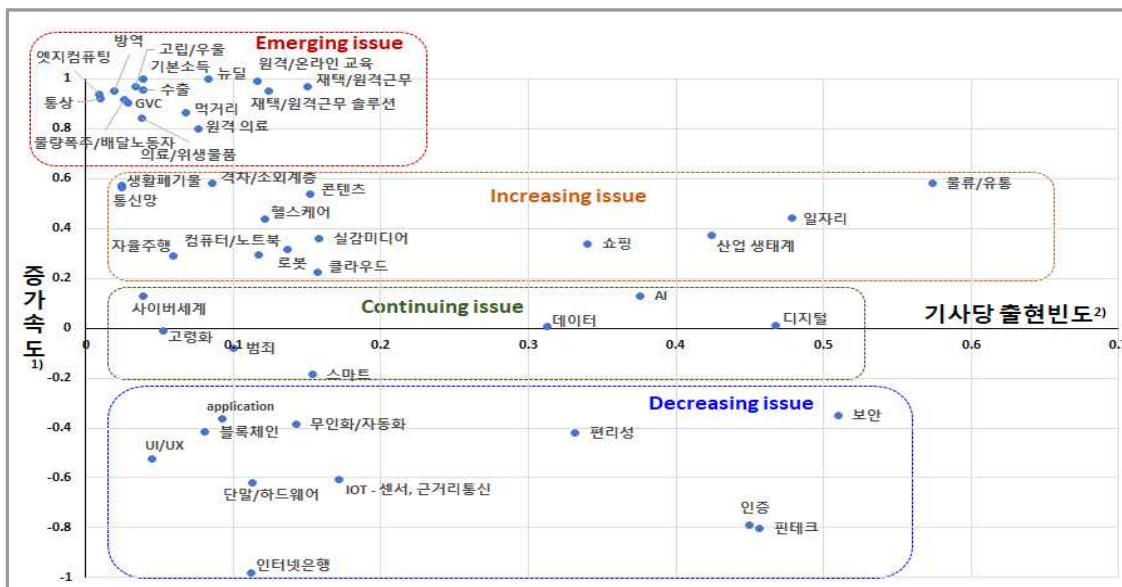 Emerging issue
방역
고립/우울
엣지컴퓨팅
기본소득
뉴딜
원격/온라인 교육
재택/원격근무
수출
통상
GVC
먹거리
재택/원격근무 솔루션
원격 의료
물량폭주/배달노동자
의료/위생물품
1
0.8
0.6
0.4
0.2
0
-0.2
-0.4
-0.6
-0.8
-1
생활폐기물
격차/소외계층
통신망
콘텐츠
Increasing issue
물류/유통
헬스케어
일자리
자율주행
컴퓨터/노트북
실감미디어
쇼핑
산업 생태계
로봇
클라우드
증가속도1)
사이버세계
Continuing issue
AI
데이터
디지털
기사당 출현빈도2)
0
0.1
0.2
0.3
0.4
0.5
0.6
고령화
범죄
스마트
Decreasing issue
application
블록체인
무인화/자동화
편리성
보안
UI/UX
단말/하드웨어
IOT - 센서, 근거리통신
인증
핀테크
인터넷은행